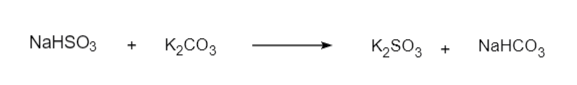 NaHSO₃ + K₂CO₃ ⟶ K₂SO₃ + NaHCO₃